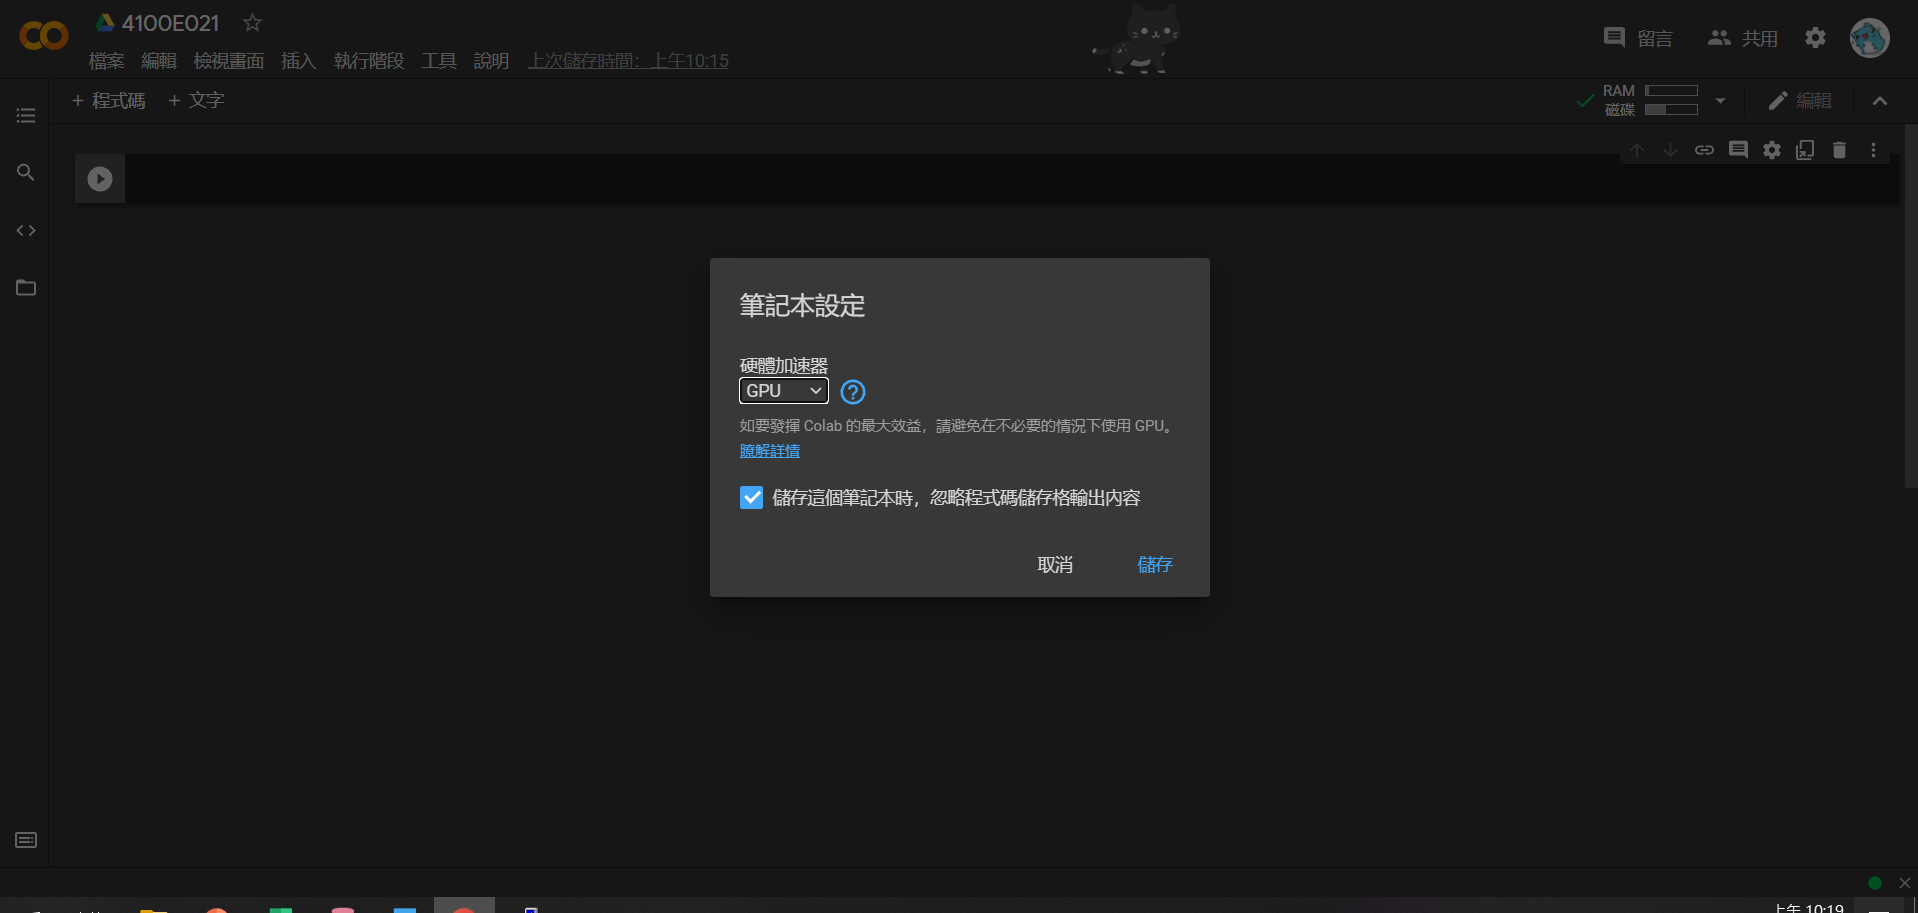 4100E021
檔案 編輯 檢視畫面 插入 執行階段 工具 說明 上次儲存時間：上午10:15
留言 共用
+ 程式碼 + 文字
RAM
磁碟
編輯
筆記本設定
硬體加速器
GPU
如要發揮 Colab 的最大效益，請避免在不必要的情況下使用 GPU。
瞭解詳情
儲存這個筆記本時，忽略程式碼儲存格輸出內容
取消 儲存
上午 10:19